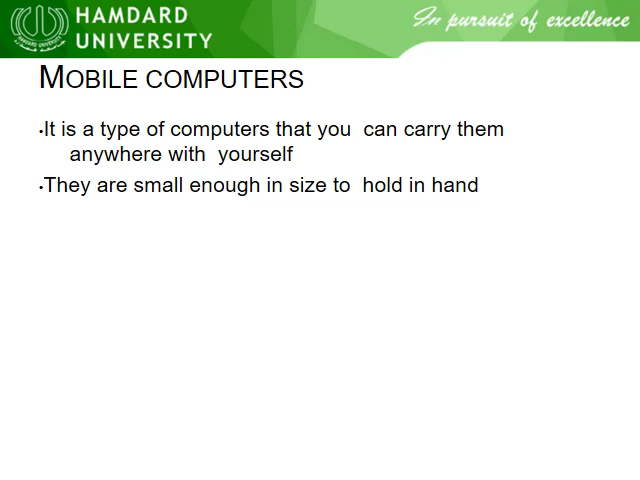 HAMDARD
UNIVERSITY
In pursuit of excellence
MOBILE COMPUTERS
•It is a type of computers that you  can carry them
anywhere with  yourself
•They are small enough in size to  hold in hand